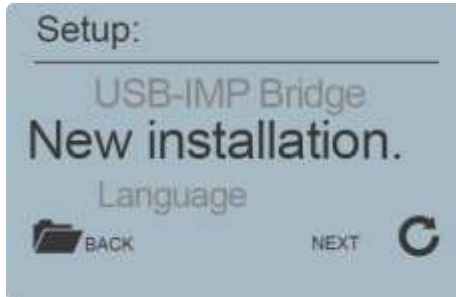 Setup:
USB-IMP Bridge
New installation.
Language
BACK NEXT